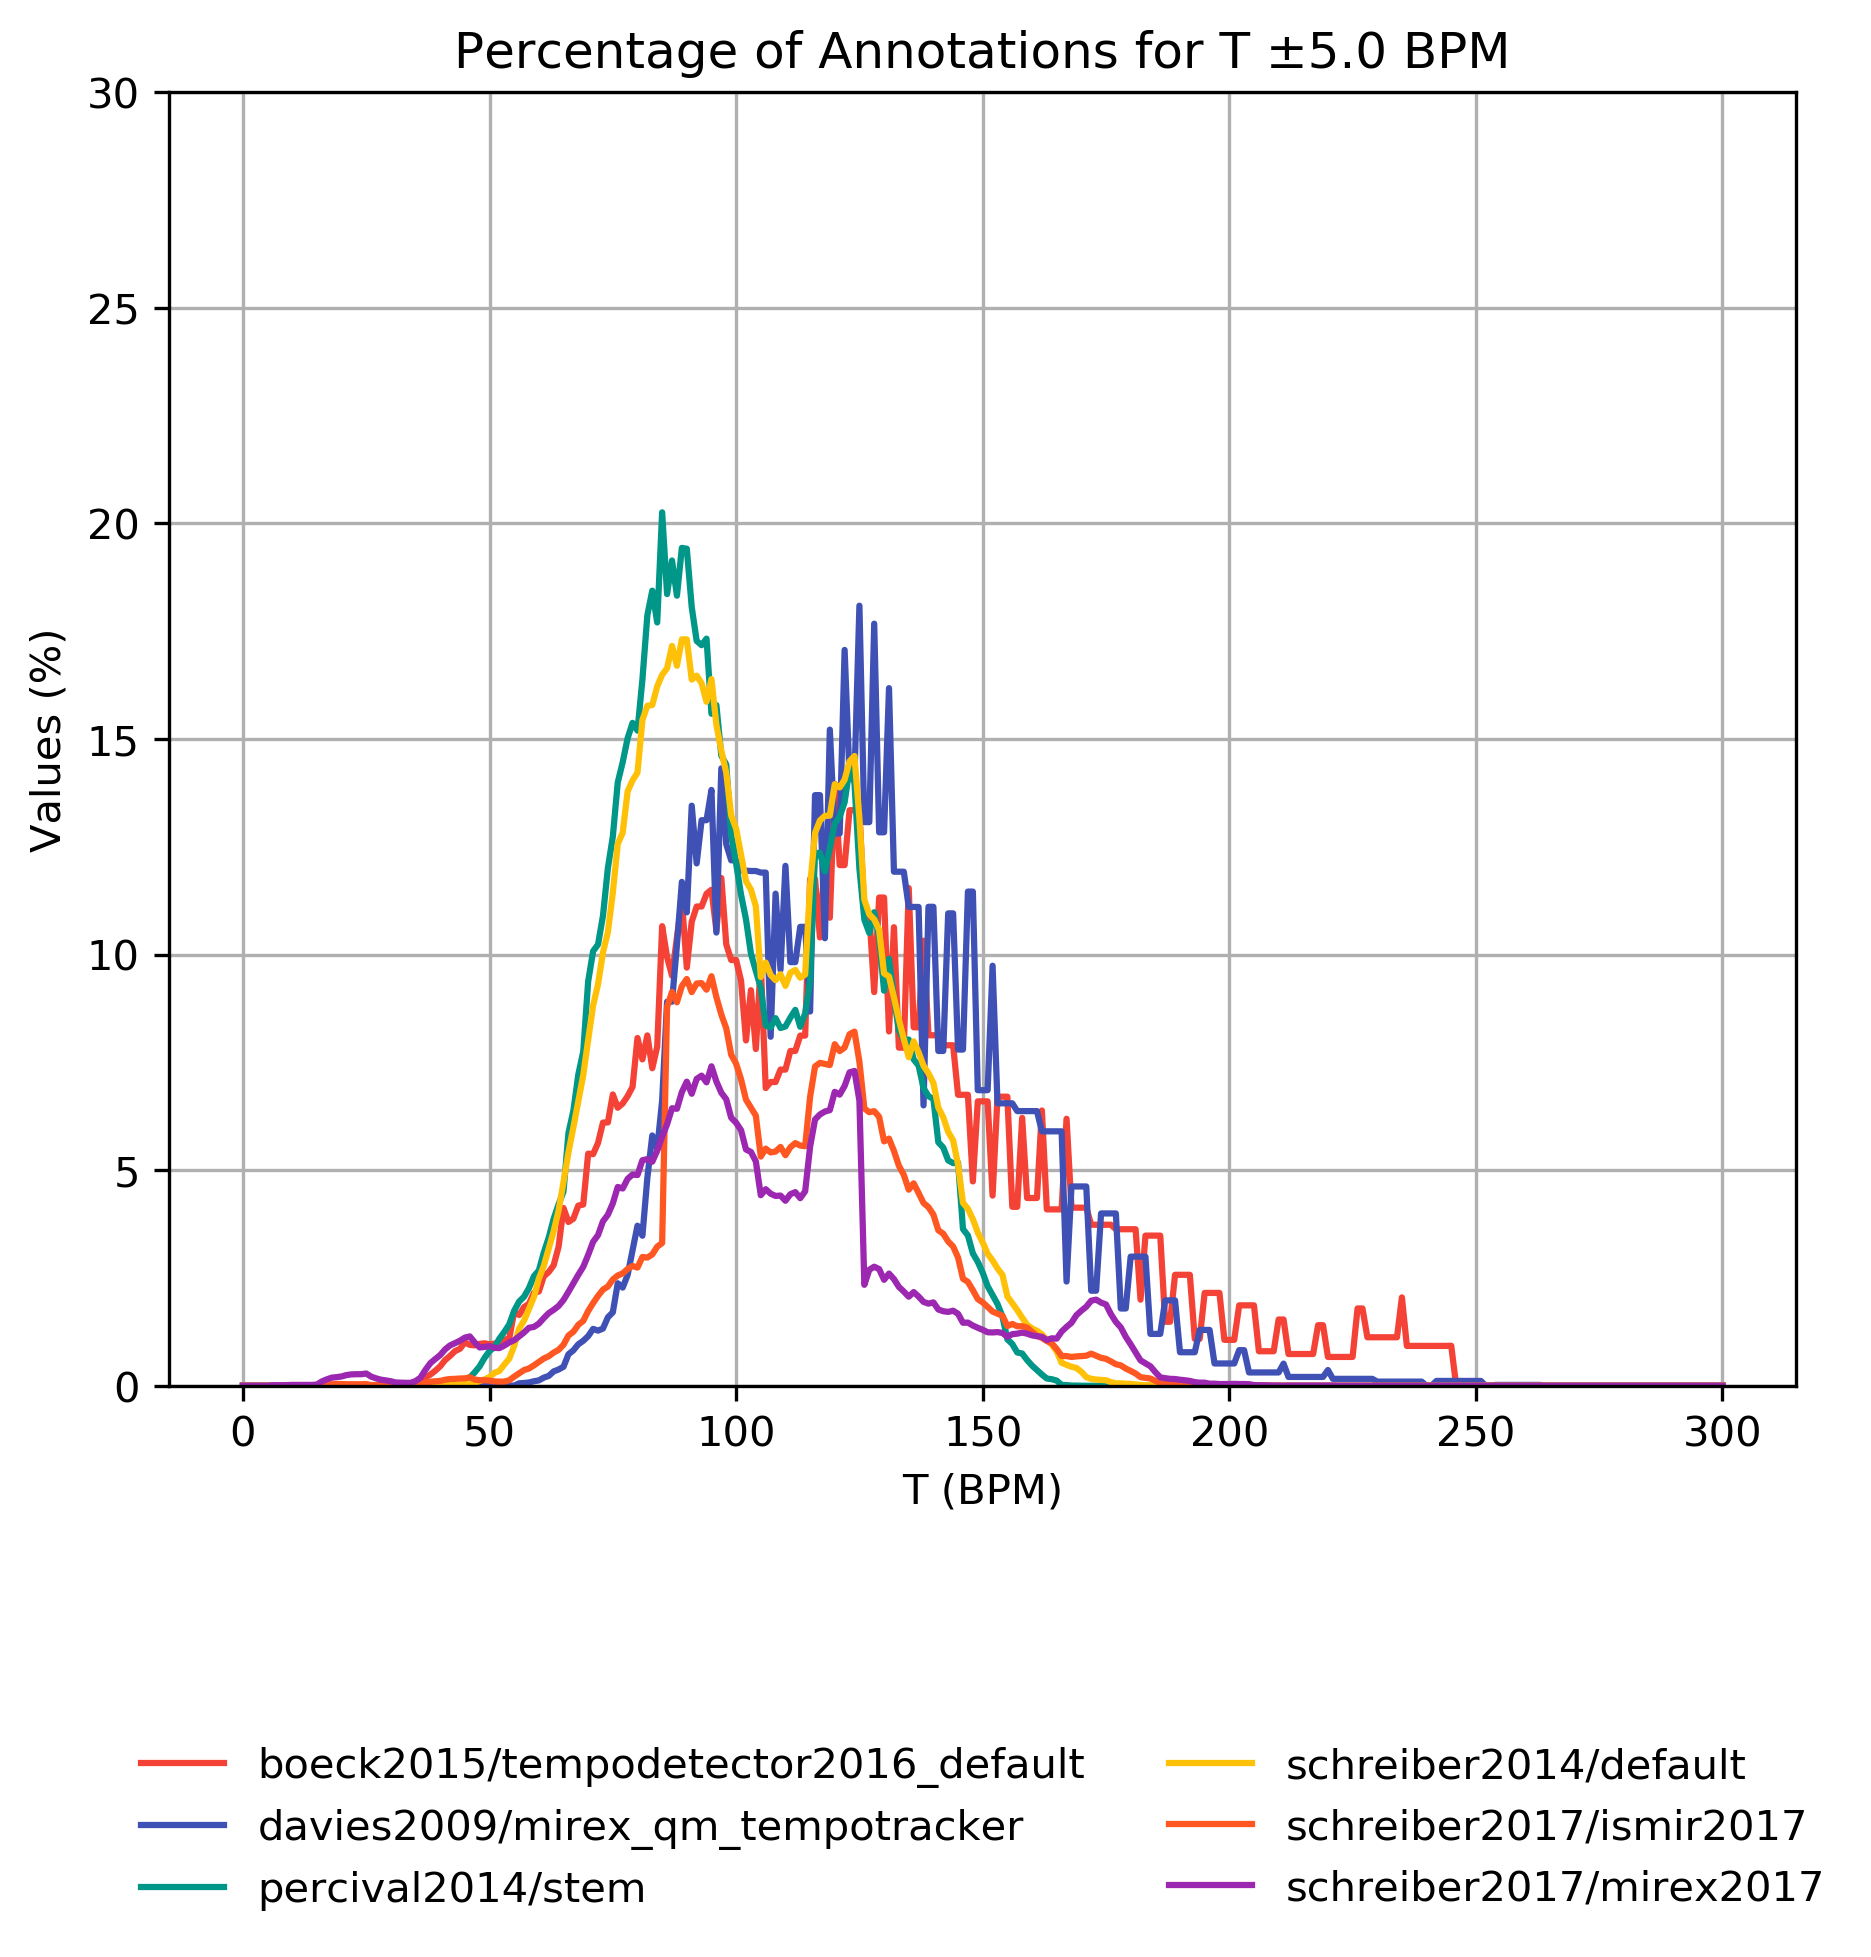 Percentage of Annotations for T ±5.0 BPM
30
25
20
15
10
5
0
Values (%)
0 50 100 150 200 250 300
T (BPM)
boeck2015/tempodetector2016_default
davies2009/mirex_qm_tempotracker
percival2014/stem
schreiber2014/default
schreiber2017/ismir2017
schreiber2017/mirex2017